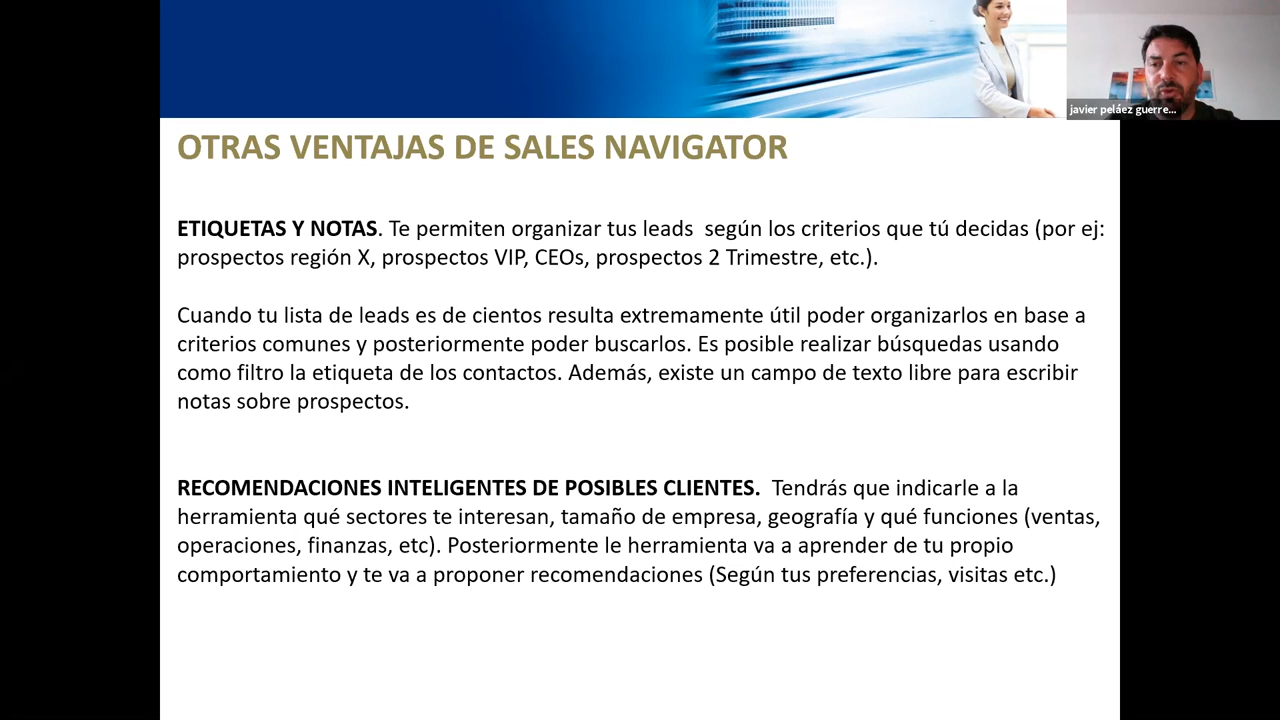 javier peláez guerre...
OTRAS VENTAJAS DE SALES NAVIGATOR
ETIQUETAS Y NOTAS. Te permiten organizar tus leads  según los criterios que tú decidas (por ej:
prospectos región X, prospectos VIP, CEOs, prospectos 2 Trimestre, etc.).
Cuando tu lista de leads es de cientos resulta extremamente útil poder organizarlos en base a
criterios comunes y posteriormente poder buscarlos. Es posible realizar búsquedas usando
como filtro la etiqueta de los contactos. Además, existe un campo de texto libre para escribir
notas sobre prospectos.
RECOMENDACIONES INTELIGENTES DE POSIBLES CLIENTES.  Tendrás que indicarle a la
herramienta qué sectores te interesan, tamaño de empresa, geografía y qué funciones (ventas,
operaciones, finanzas, etc). Posteriormente le herramienta va a aprender de tu propio
comportamiento y te va a proponer recomendaciones (Según tus preferencias, visitas etc.)